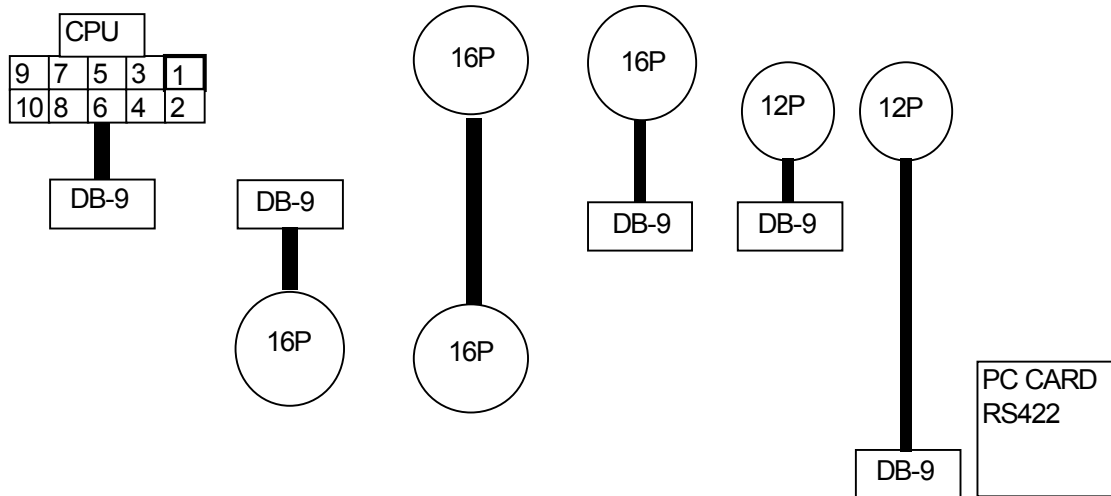 CPU
9 7 5 3 1
10 8 6 4 2
DB-9
DB-9
16P
16P
16P
16P
DB-9
12P
DB-9
12P
DB-9
PC CARD
RS422